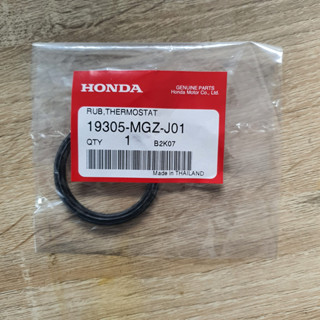 HONDA
GENUINE PARTS
Honda Motor Co., Ltd.
RUB,THERMOSTAT
19305-MGZ-J01
QTY 1 B2K07
Made in THAILAND